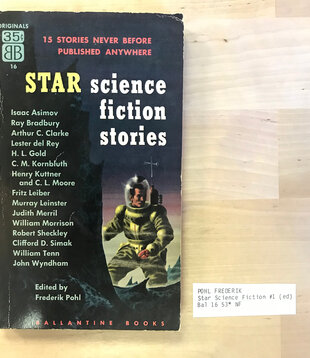 ORIGINALS
35¢
BB
16
15 STORIES NEVER BEFORE
PUBLISHED ANYWHERE
STAR science
fiction
stories
Isaac Asimov
Ray Bradbury
Arthur C. Clarke
Lester del Rey
H. L. Gold
C. M. Kornbluth
Henry Kuttner
and C. L. Moore
Fritz Leiber
Murray Leinster
Judith Merril
William Morrison
Robert Sheckley
Clifford D. Simak
William Tenn
John Wyndham
Edited by
Frederik Pohl
BALLANTINE BOOKS
POHL FREDERIK
Star Science Fiction #1 (ed)
Bal 16 53* NF